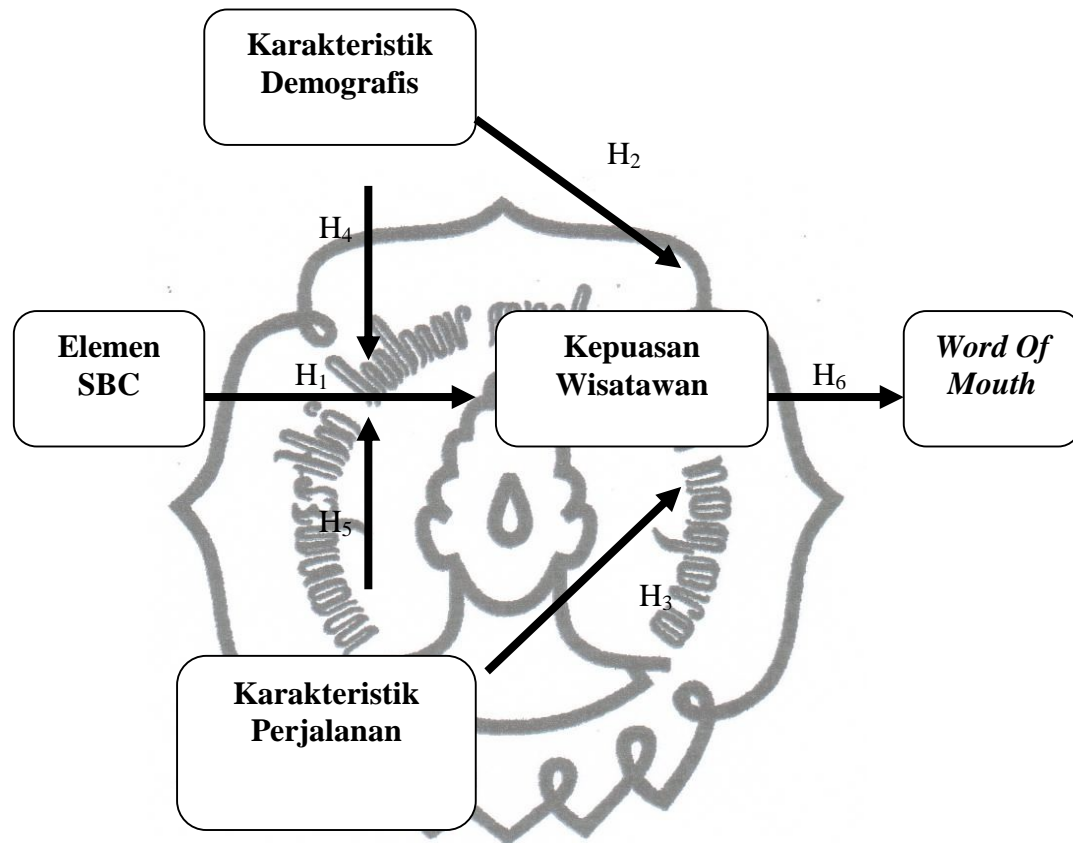 Karakteristik
Demografis
H₂
H₄
Elemen
SBC
H₁
Kepuasan
Wisatawan
H₆
Word Of
Mouth
H₅
H₃
Karakteristik
Perjalanan